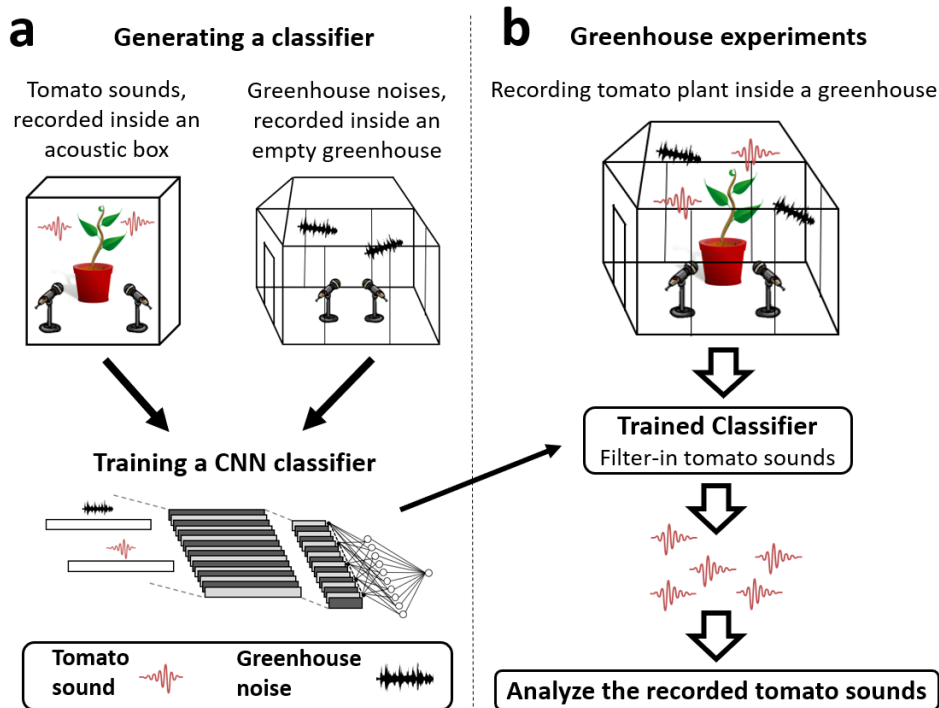 a
Generating a classifier
Tomato sounds,
recorded inside an
acoustic box
Greenhouse noises,
recorded inside an
empty greenhouse
Training a CNN classifier
Tomato
sound
Greenhouse
noise
b
Greenhouse experiments
Recording tomato plant inside a greenhouse
Trained Classifier
Filter-in tomato sounds
Analyze the recorded tomato sounds